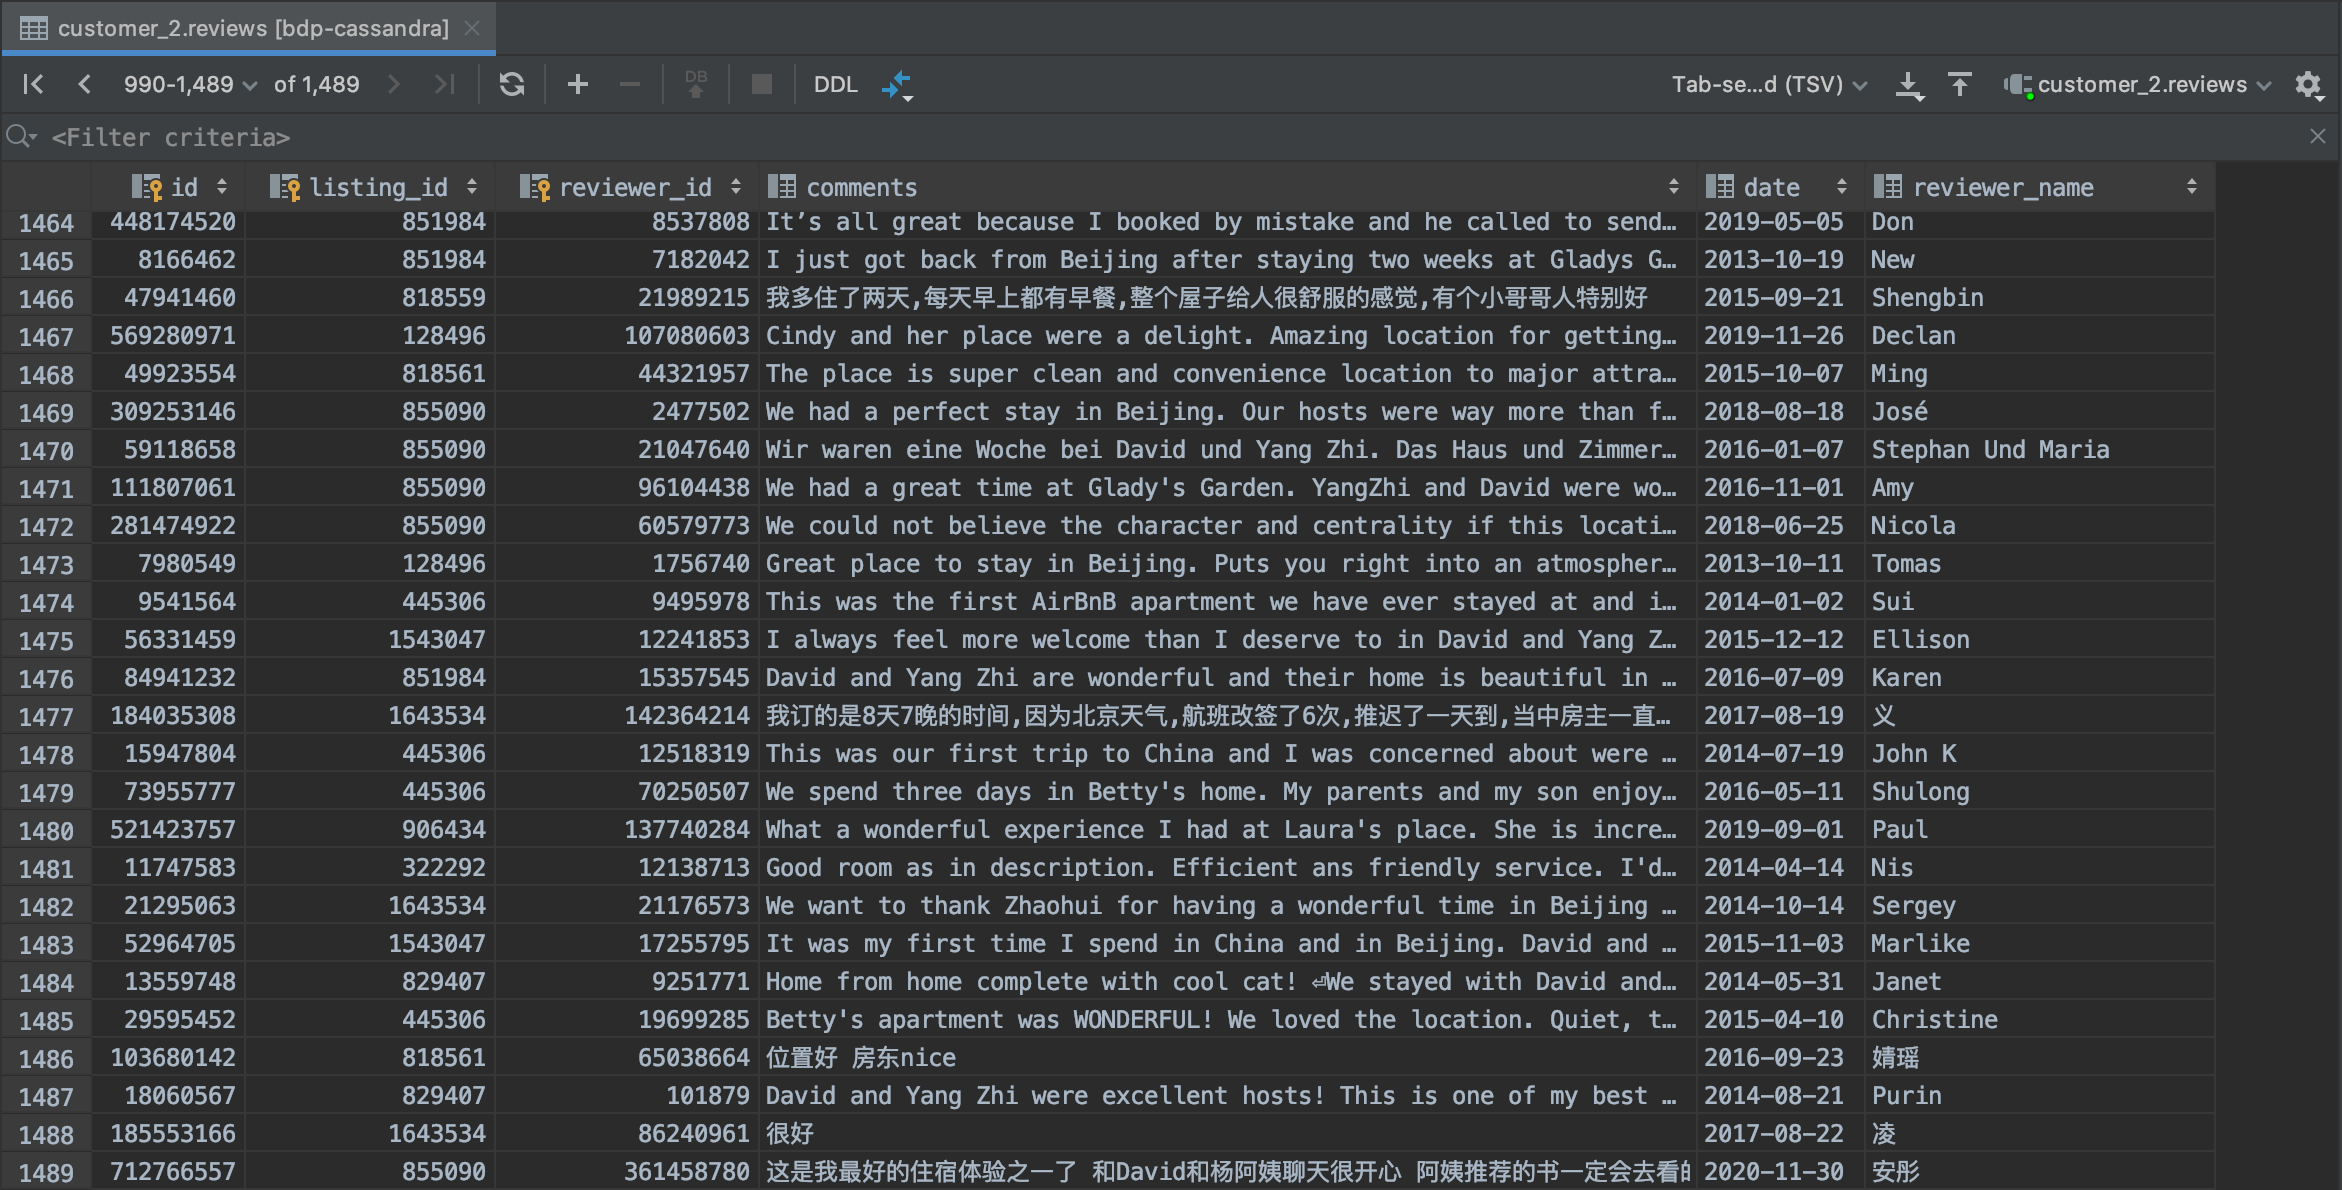 customer_2.reviews [bdp-cassandra]
990-1,489 of 1,489 DB DDL Tab-se...d (TSV) customer_2.reviews
<Filter criteria>
id listing_id reviewer_id comments date reviewer_name
1464 448174520 851984 8537808 It’s all great because I booked by mistake and he called to send… 2019-05-05 Don
1465 8166462 851984 7182042 I just got back from Beijing after staying two weeks at Gladys G… 2013-10-19 New
1466 47941460 818559 21989215 我多住了两天,每天早上都有早餐,整个屋子给人很舒服的感觉,有个小哥哥人特别好 2015-09-21 Shengbin
1467 569280971 128496 107080603 Cindy and her place were a delight. Amazing location for getting… 2019-11-26 Declan
1468 49923554 818561 44321957 The place is super clean and convenience location to major attra… 2015-10-07 Ming
1469 309253146 855090 2477502 We had a perfect stay in Beijing. Our hosts were way more than f… 2018-08-18 José
1470 59118658 855090 21047640 Wir waren eine Woche bei David und Yang Zhi. Das Haus und Zimmer… 2016-01-07 Stephan Und Maria
1471 111807061 855090 96104438 We had a great time at Glady's Garden. YangZhi and David were wo… 2016-11-01 Amy
1472 281474922 855090 60579773 We could not believe the character and centrality if this locati… 2018-06-25 Nicola
1473 7980549 128496 1756740 Great place to stay in Beijing. Puts you right into an atmospher… 2013-10-11 Tomas
1474 9541564 445306 9495978 This was the first AirBnB apartment we have ever stayed at and i… 2014-01-02 Sui
1475 56331459 1543047 12241853 I always feel more welcome than I deserve to in David and Yang Z… 2015-12-12 Ellison
1476 84941232 851984 15357545 David and Yang Zhi are wonderful and their home is beautiful in … 2016-07-09 Karen
1477 184035308 1643534 142364214 我订的是8天7晚的时间,因为北京天气,航班改签了6次,推迟了一天到,当中房主一直… 2017-08-19 义
1478 15947804 445306 12518319 This was our first trip to China and I was concerned about were … 2014-07-19 John K
1479 73955777 445306 70250507 We spend three days in Betty's home. My parents and my son enjoy… 2016-05-11 Shulong
1480 521423757 906434 137740284 What a wonderful experience I had at Laura's place. She is incre… 2019-09-01 Paul
1481 11747583 322292 12138713 Good room as in description. Efficient ans friendly service. I'd… 2014-04-14 Nis
1482 21295063 1643534 21176573 We want to thank Zhaohui for having a wonderful time in Beijing … 2014-10-14 Sergey
1483 52964705 1543047 17255795 It was my first time I spend in China and in Beijing. David and … 2015-11-03 Marlike
1484 13559748 829407 9251771 Home from home complete with cool cat! ⏎We stayed with David and… 2014-05-31 Janet
1485 29595452 445306 19699285 Betty's apartment was WONDERFUL! We loved the location. Quiet, t… 2015-04-10 Christine
1486 103680142 818561 65038664 位置好 房东nice 2016-09-23 婧瑶
1487 18060567 829407 101879 David and Yang Zhi were excellent hosts! This is one of my best … 2014-08-21 Purin
1488 185553166 1643534 86240961 很好 2017-08-22 凌
1489 712766557 855090 361458780 这是我最好的住宿体验之一了 和David和杨阿姨聊天很开心 阿姨推荐的书一定会去看的 2020-11-30 安彤